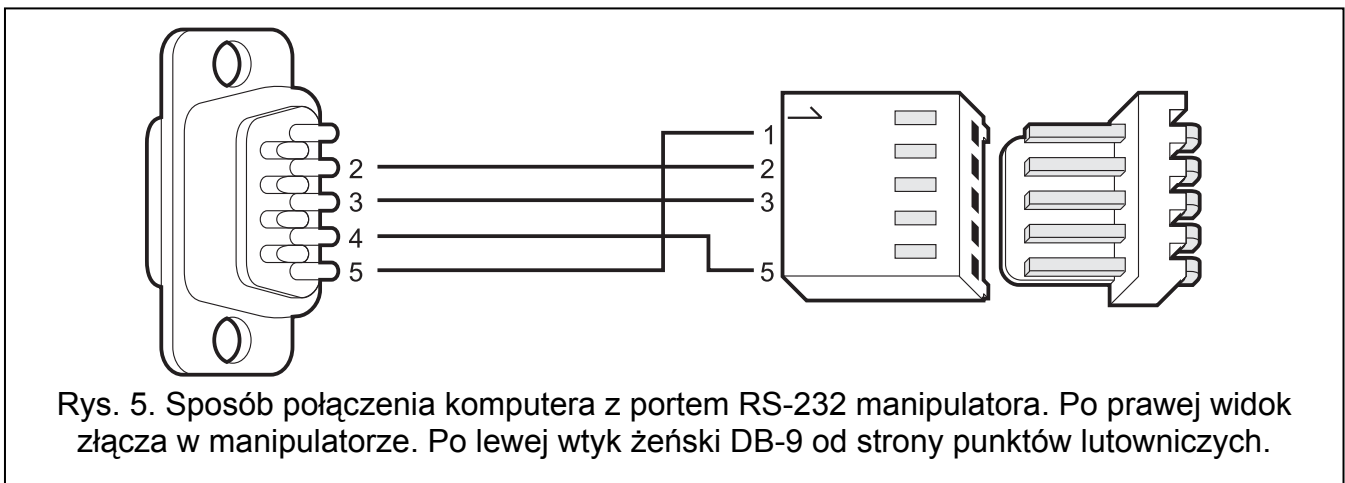 1
2 2
3 3
4
5 5
Rys. 5. Sposób połączenia komputera z portem RS-232 manipulatora. Po prawej widok
złącza w manipulatorze. Po lewej wtyk żeński DB-9 od strony punktów lutowniczych.